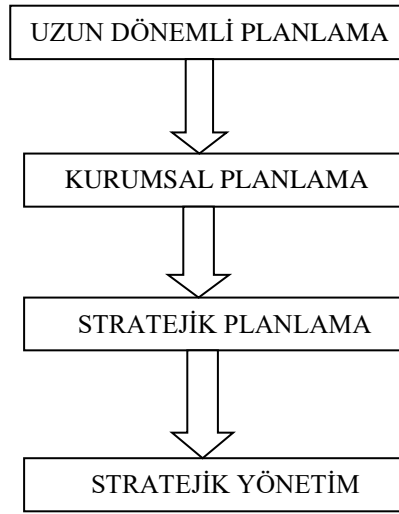 UZUN DÖNEMLİ PLANLAMA
KURUMSAL PLANLAMA
STRATEJİK PLANLAMA
STRATEJİK YÖNETİM